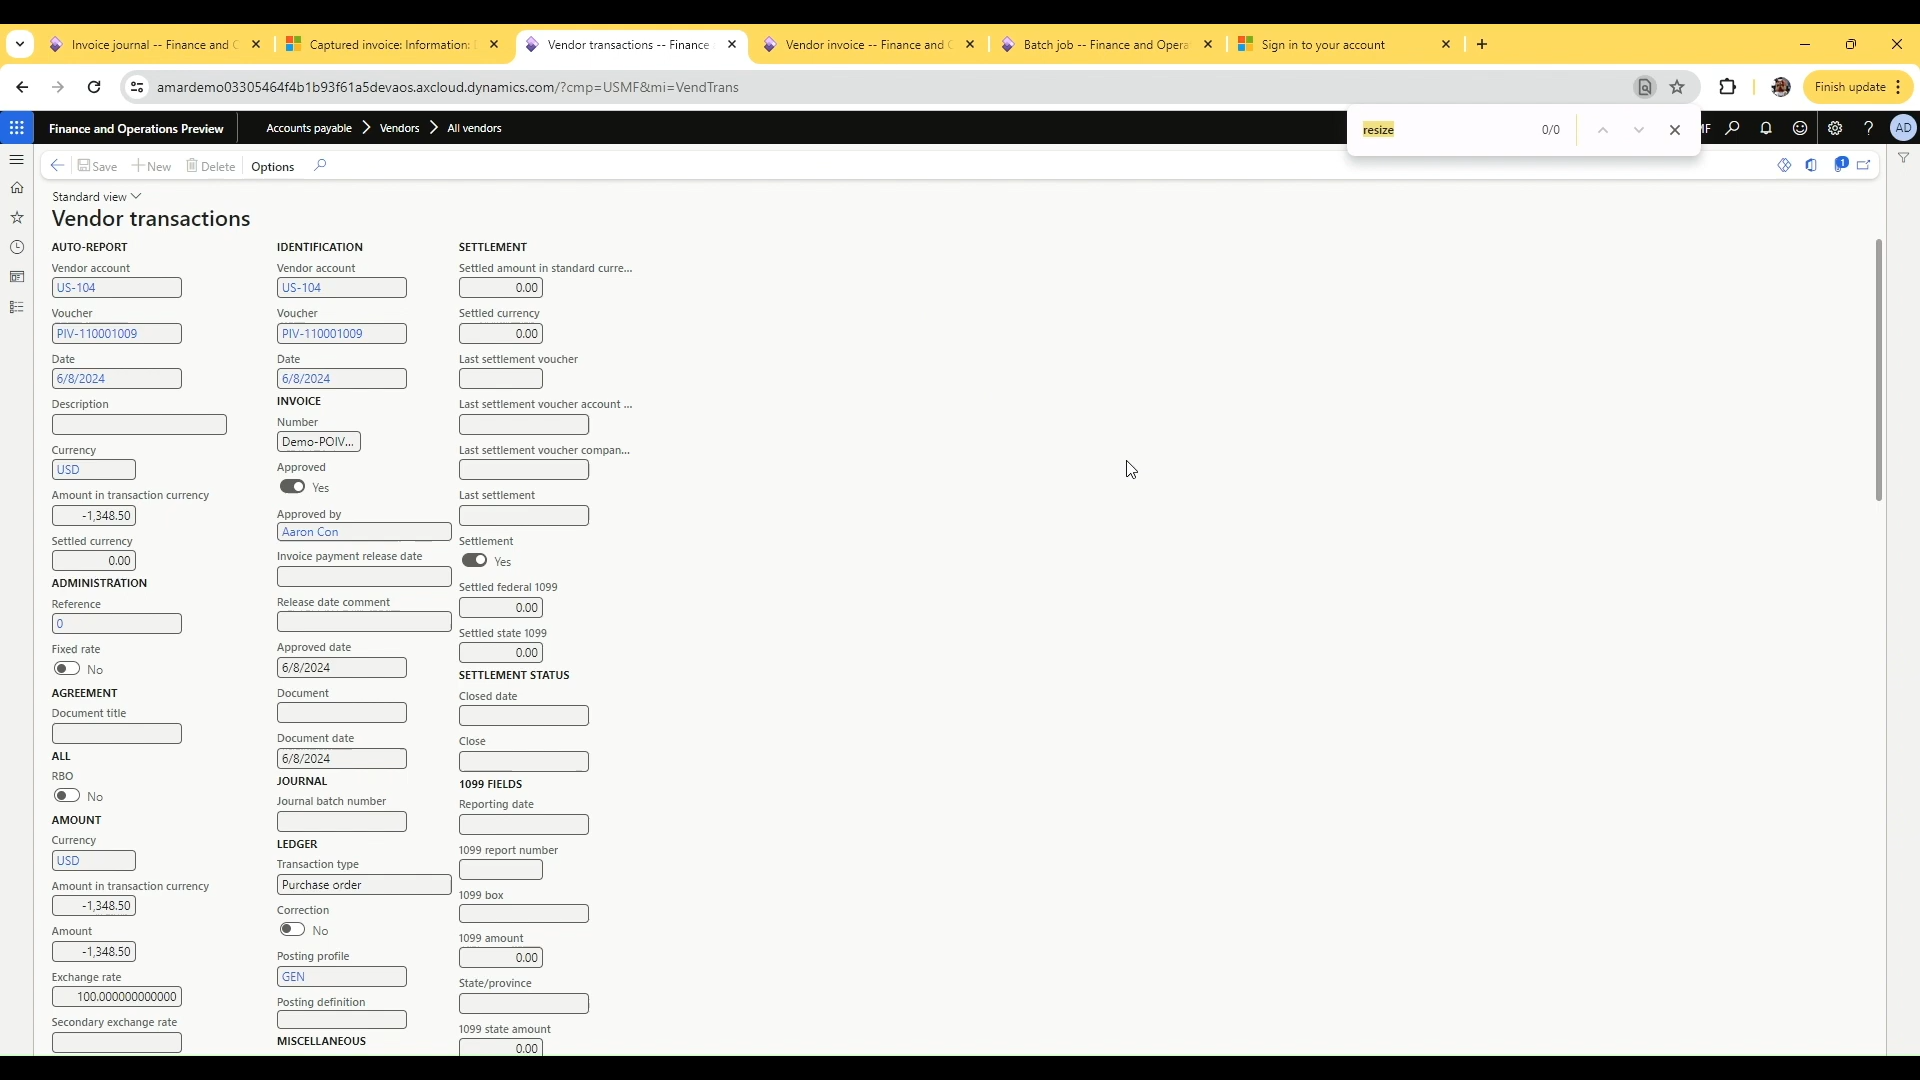 Invoice journal -- Finance and C
Captured invoice: Information:
Vendor transactions -- Finance
Vendor invoice -- Finance and C
Batch job -- Finance and Opera
Sign in to your account
amardemo03305464f4b1b93f61a5devaos.axcloud.dynamics.com/?cmp=USMF&mi=VendTrans
Finish update
Finance and Operations Preview
Accounts payable
Vendors
All vendors
resize
0/0
MF
AD
Save
New
Delete
Options
1
Standard view
Vendor transactions
AUTO-REPORT
Vendor account
US-104
Voucher
PIV-110001009
Date
6/8/2024
Description
Currency
USD
Amount in transaction currency
-1,348.50
Settled currency
0.00
ADMINISTRATION
Reference
0
Fixed rate
No
AGREEMENT
Document title
ALL
RBO
No
AMOUNT
Currency
USD
Amount in transaction currency
-1,348.50
Amount
-1,348.50
Exchange rate
100.000000000000
Secondary exchange rate
IDENTIFICATION
Vendor account
US-104
Voucher
PIV-110001009
Date
6/8/2024
INVOICE
Number
Demo-POIV...
Approved
Yes
Approved by
Aaron Con
Invoice payment release date
Release date comment
Approved date
6/8/2024
Document
Document date
6/8/2024
JOURNAL
Journal batch number
LEDGER
Transaction type
Purchase order
Correction
No
Posting profile
GEN
Posting definition
MISCELLANEOUS
SETTLEMENT
Settled amount in standard curre...
0.00
Settled currency
0.00
Last settlement voucher
Last settlement voucher account ...
Last settlement voucher compan...
Last settlement
Settlement
Yes
Settled federal 1099
0.00
Settled state 1099
0.00
SETTLEMENT STATUS
Closed date
Close
1099 FIELDS
Reporting date
1099 report number
1099 box
1099 amount
0.00
State/province
1099 state amount
0.00